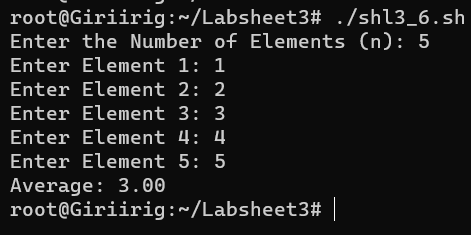 root@Giriirig:~/Labsheet3# ./shl3_6.sh
Enter the Number of Elements (n): 5
Enter Element 1: 1
Enter Element 2: 2
Enter Element 3: 3
Enter Element 4: 4
Enter Element 5: 5
Average: 3.00
root@Giriirig:~/Labsheet3#